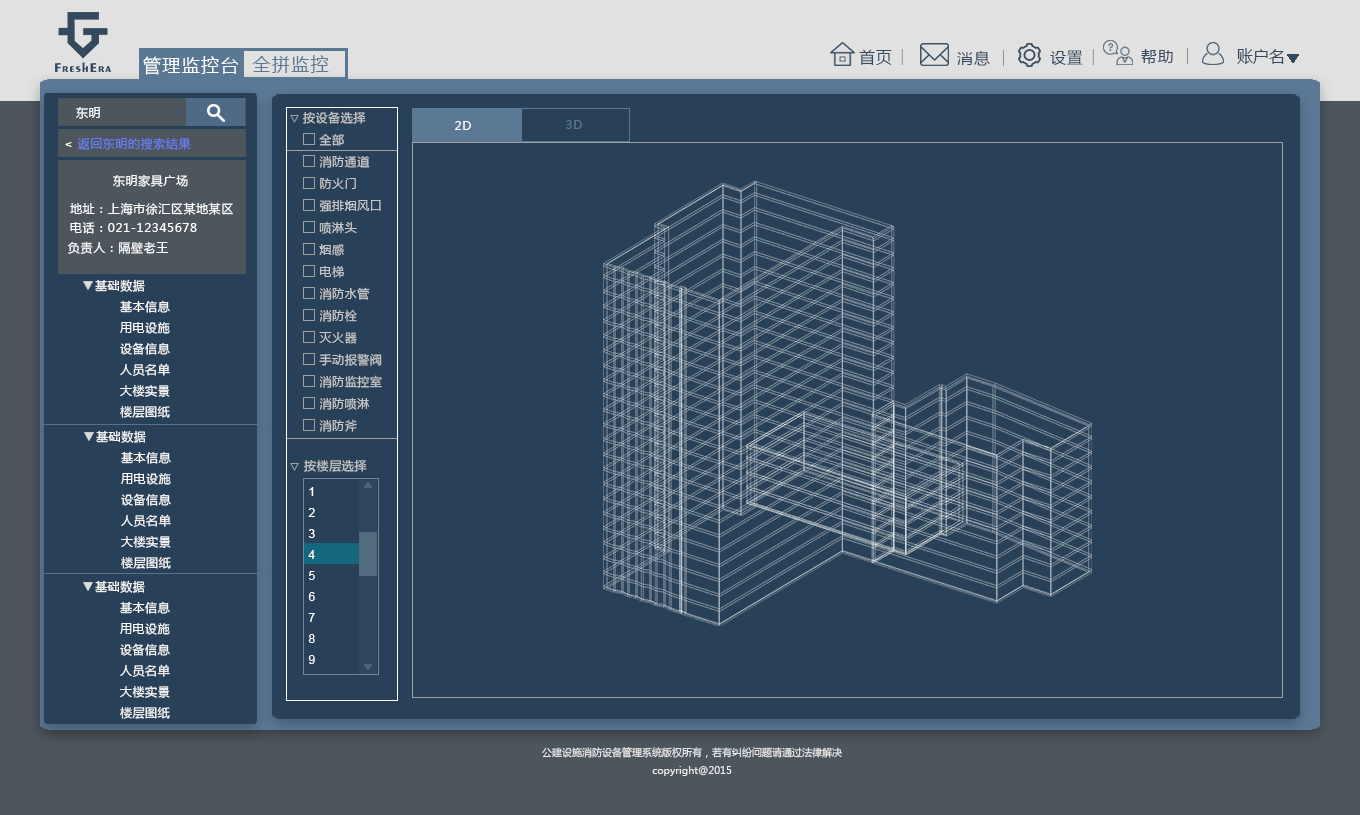 FRESHERA
管理监控台
全拼监控
首页
消息
设置
帮助
账户名
东明
< 返回东明的搜索结果
东明家具广场
地址：上海市徐汇区某地某区
电话：021-12345678
负责人：隔壁老王
基础数据
基本信息
用电设施
设备信息
人员名单
大楼实景
楼层图纸
基础数据
基本信息
用电设施
设备信息
人员名单
大楼实景
楼层图纸
基础数据
基本信息
用电设施
设备信息
人员名单
大楼实景
楼层图纸
按设备选择
全部
消防通道
防火门
强排烟风口
喷淋头
烟感
电梯
消防水管
消防栓
灭火器
手动报警阀
消防监控室
消防喷淋
消防斧
按楼层选择
1
2
3
4
5
6
7
8
9
2D
3D
公建设施消防设备管理系统版权所有，若有纠纷问题请通过法律解决
copyright@2015